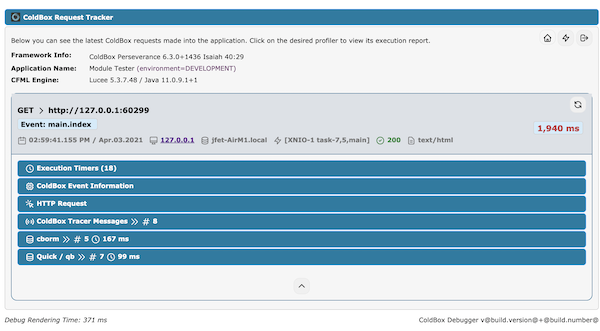 ColdBox Request Tracker
Below you can see the latest ColdBox requests made into the application. Click on the desired profiler to view its execution report.
Framework Info: ColdBox Perseverance 6.3.0+1436 Isaiah 40:29
Application Name: Module Tester (environment=DEVELOPMENT)
CFML Engine: Lucee 5.3.7.48 / Java 11.0.9.1+1
GET > http://127.0.0.1:60299
Event: main.index
1,940 ms
02:59:41.155 PM / Apr.03.2021 127.0.0.1 jfet-AirM1.local [XNIO-1 task-7,5,main] 200 text/html
Execution Timers (18)
ColdBox Event Information
HTTP Request
ColdBox Tracer Messages >> # 8
cborm >> # 5 167 ms
Quick / qb >> # 7 99 ms
Debug Rendering Time: 371 ms
ColdBox Debugger v@build.version@+@build.number@